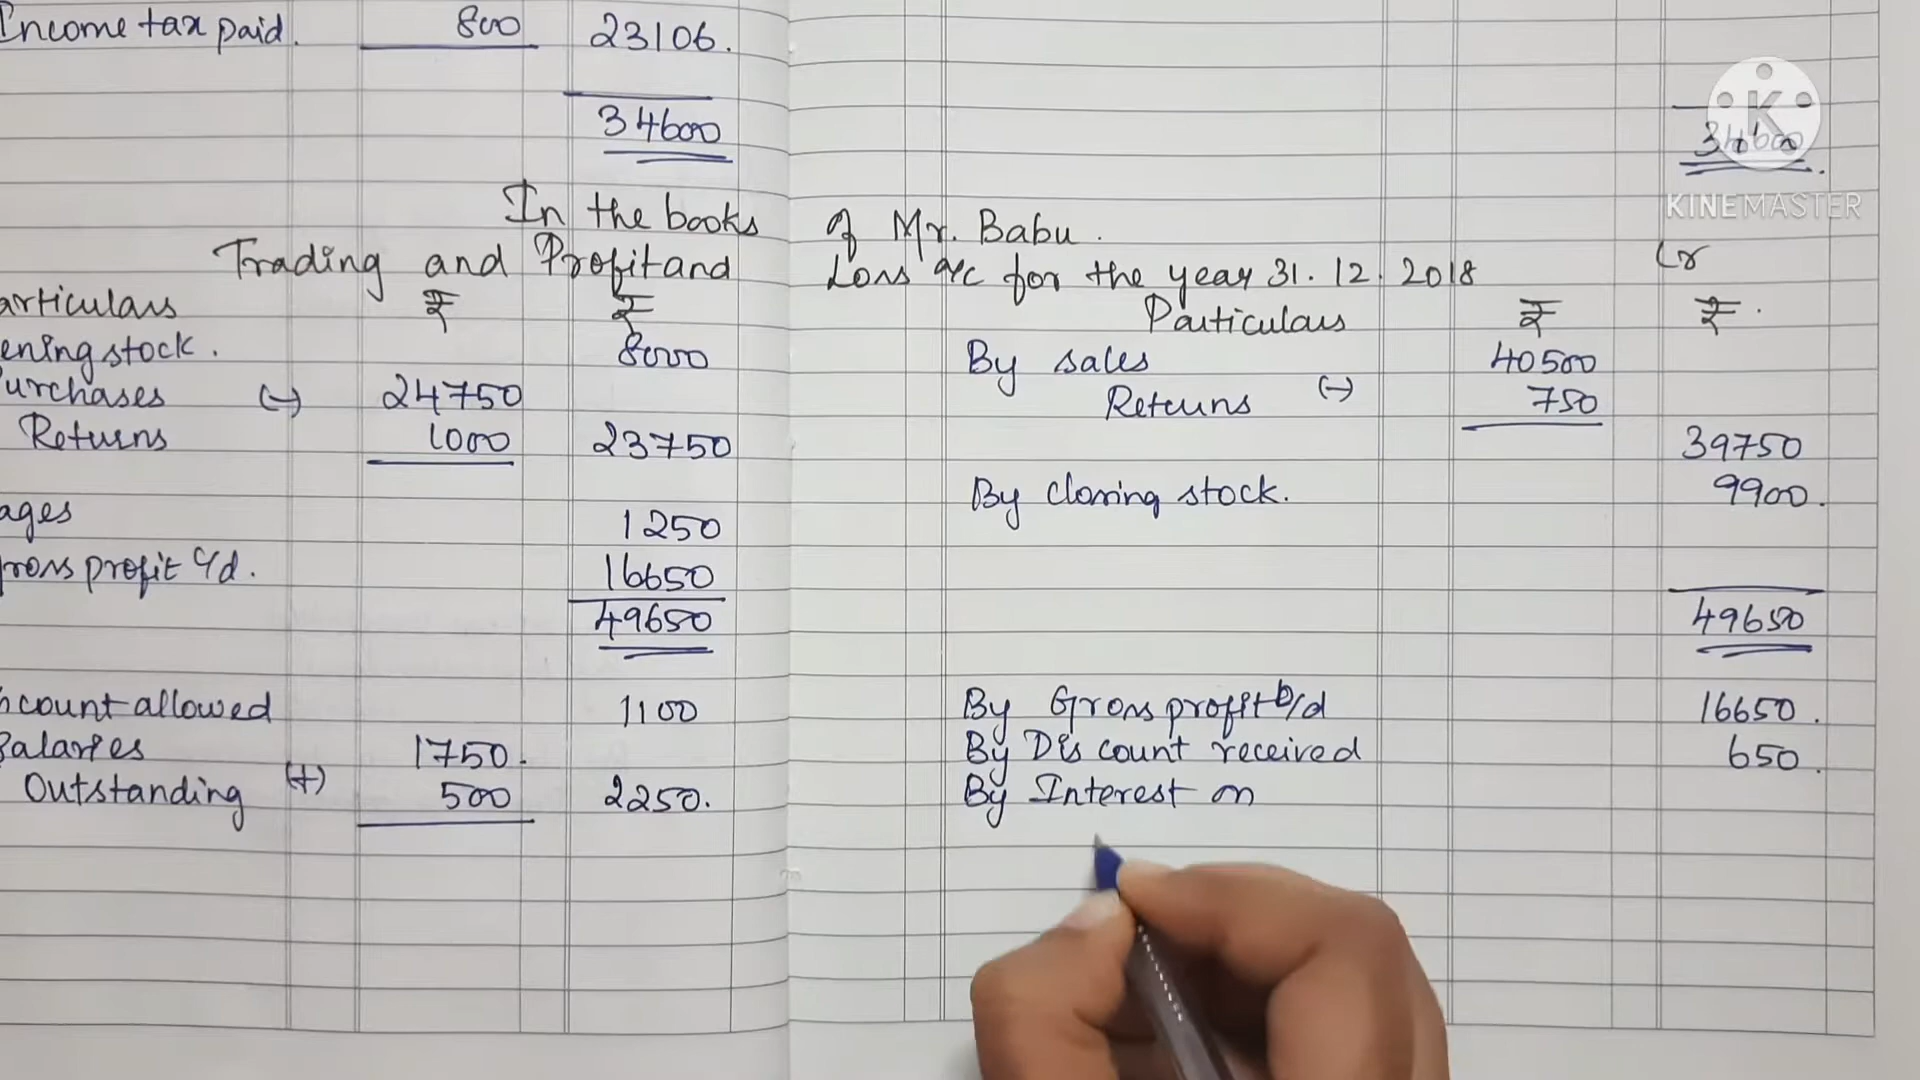 Income tax paid. 800 23106.
34600 34600
K
KINEMASTER
In the books of Mr. Babu.
Trading and Profit and Loss a/c for the year 31.12.2018 Cr
articulars ₹ ₹ Particulars ₹ ₹.
ening stock. 8000 By sales 40500
urchases (-) 24750 Returns (-) 750
Returns 1000 23750 39750
By closing stock. 9900.
ages 1250
ross profit c/d. 16650
49650 49650
count allowed 1100 By Gross profit b/d 16650.
Salaries 1750. By Discount received 650.
Outstanding (+) 500 2250. By Interest on